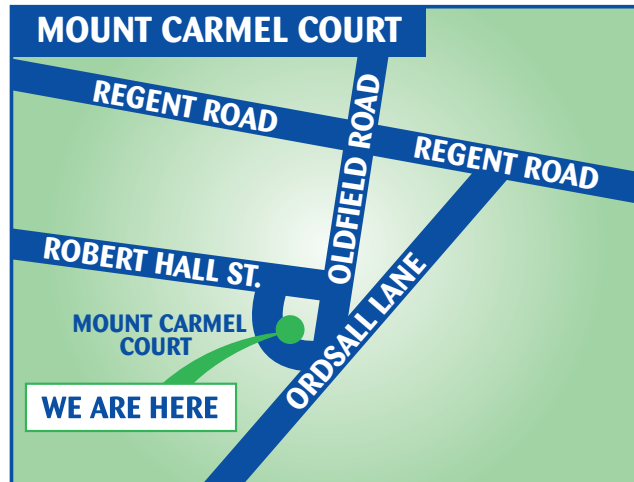 MOUNT CARMEL COURT
REGENT ROAD
OLDFIELD ROAD
REGENT ROAD
ROBERT HALL ST.
ORDSALL LANE
MOUNT CARMEL
COURT
WE ARE HERE